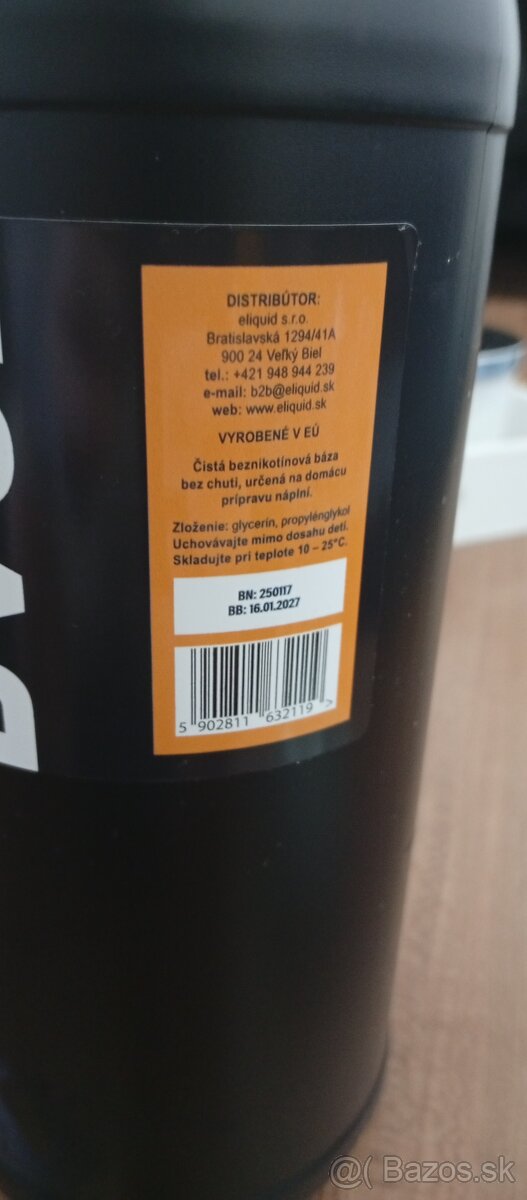 DISTRIBÚTOR:
eliquid s.r.o.
Bratislavská 1294/41A
900 24 Veľký Biel
tel.: +421 948 944 239
e-mail: b2b@eliquid.sk
web: www.eliquid.sk
VYROBENÉ V EÚ
Čistá beznikotínová báza
bez chuti, určená na domácu
prípravu náplní.
Zloženie: glycerín, propylénglykol
Uchovávajte mimo dosahu detí.
Skladujte pri teplote 10 – 25°C.
BN: 250117
BB: 16.01.2027
5 902811 632119 >
@( Bazos.sk